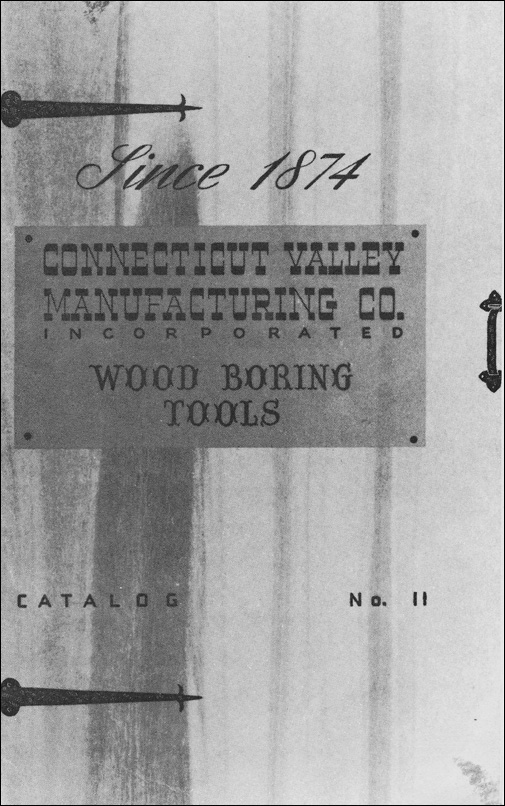 Since 1874
CONNECTICUT VALLEY
MANUFACTURING CO.
INCORPORATED
WOOD BORING
TOOLS
CATALOG No. 11